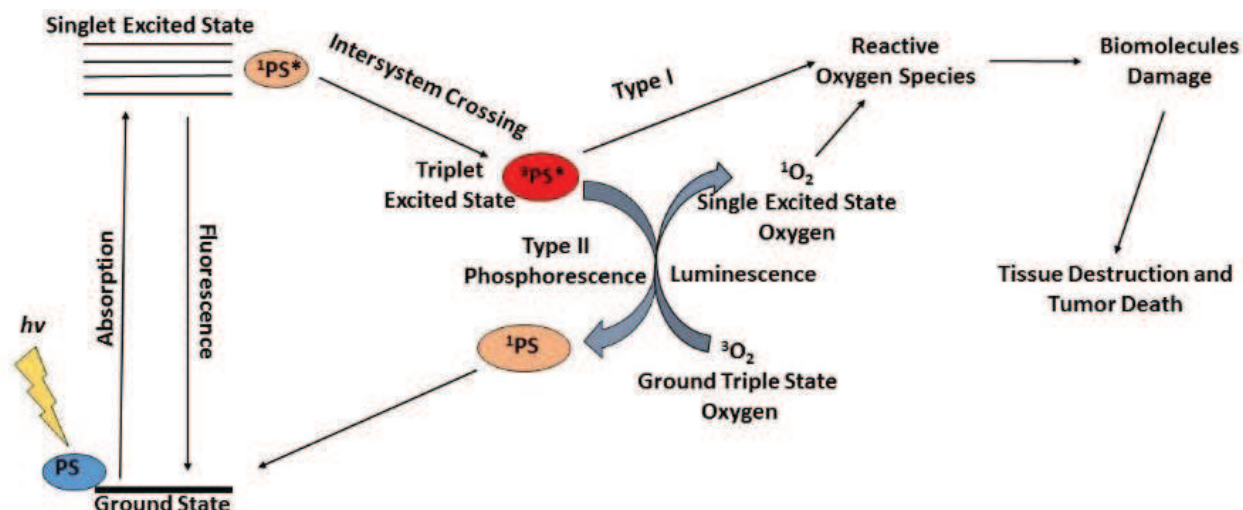 Singlet Excited State
¹PS*
Intersystem Crossing
Type I
Reactive
Oxygen Species
Biomolecules
Damage
Triplet
Excited State
³PS*
¹O₂
Single Excited State
Oxygen
Absorption
Fluorescence
Type II
Phosphorescence
Luminescence
Tissue Destruction and
Tumor Death
hν
¹PS
³O₂
Ground Triple State
Oxygen
PS
Ground State